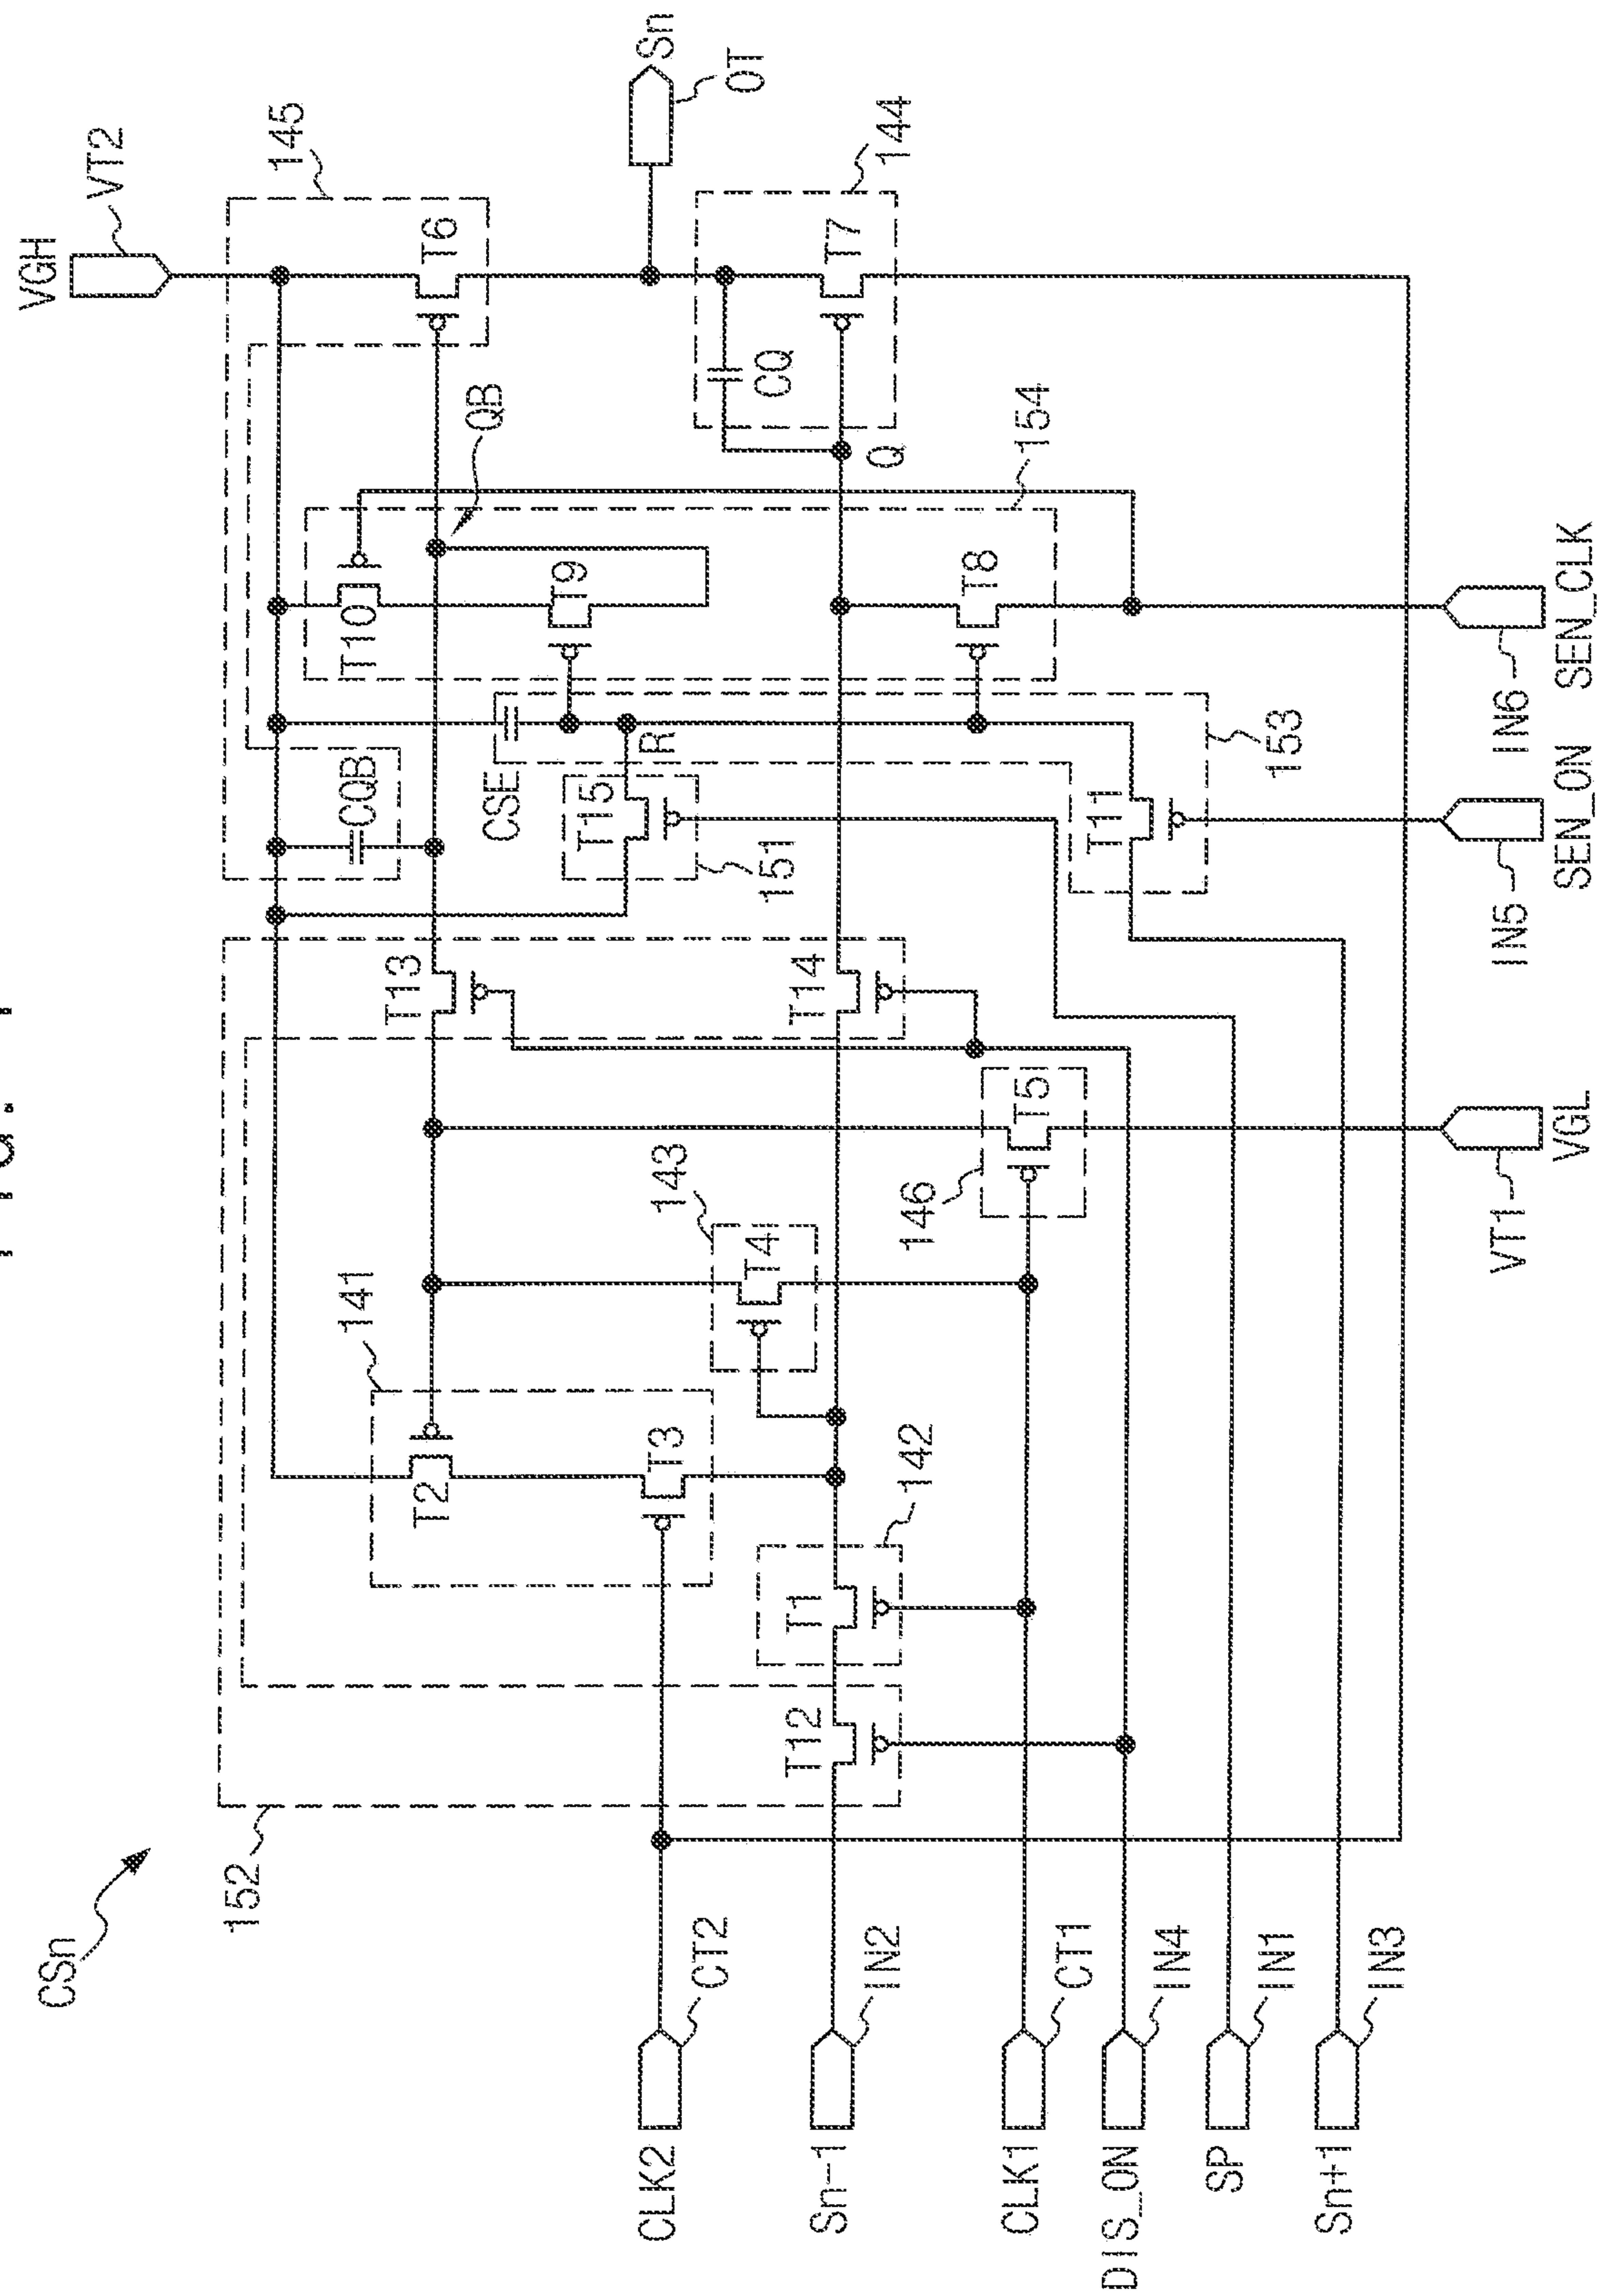 VGH
VT2
145
T6
Sn
OT
144
T7
CQ
Q
QB
154
T10
T9
T8
CQB
CSE
R
T15
151
T11
153
IN6
SEN_CLK
IN5
SEN_ON
T13
T14
T5
146
VT1
VGL
143
T4
141
T2
T3
142
T1
T12
152
CSn
CLK2
CT2
Sn-1
IN2
CLK1
CT1
DIS_ON
IN4
SP
IN1
Sn+1
IN3